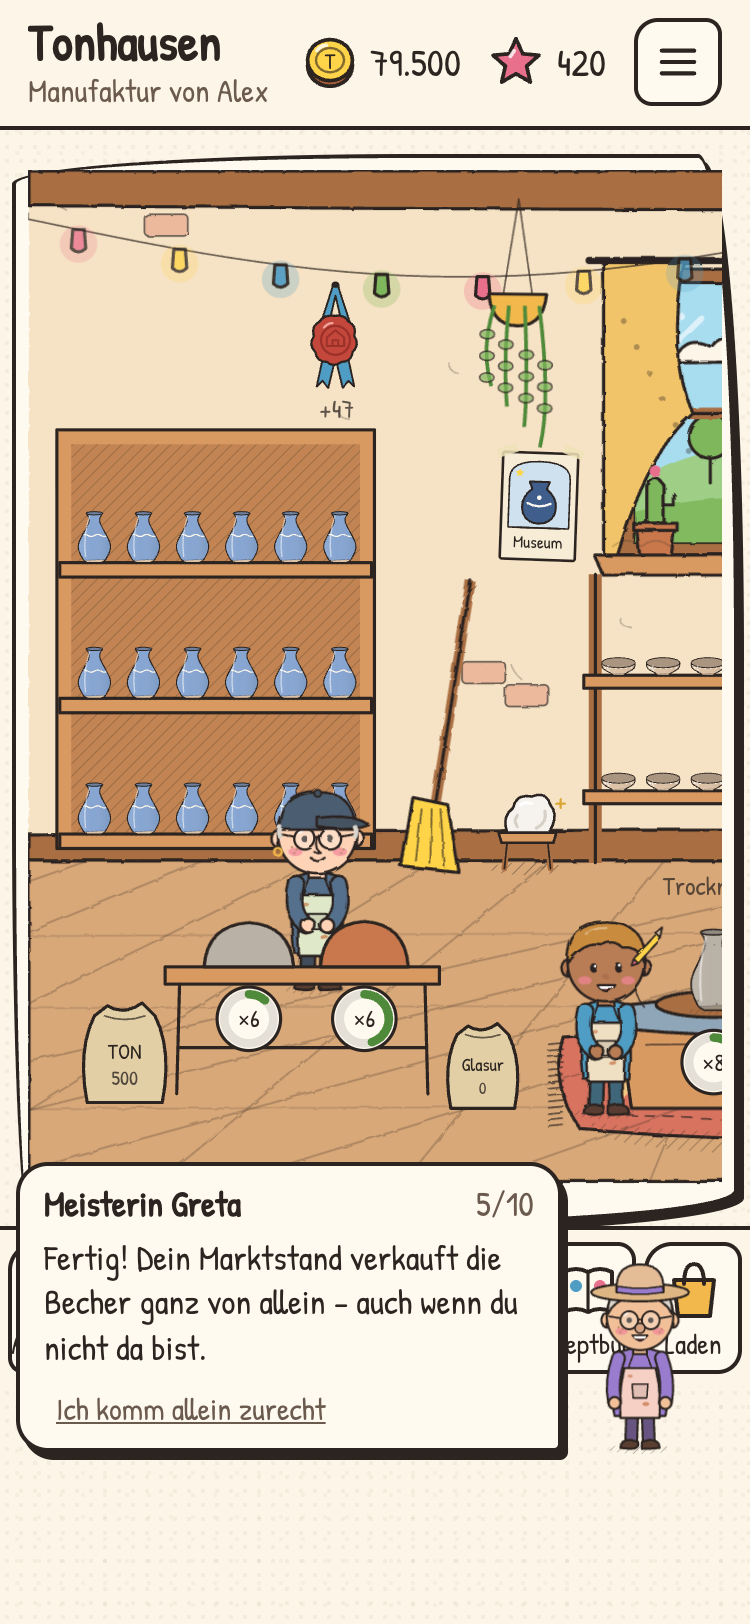 Tonhausen
Manufaktur von Alex
T
79.500
420
+47
Museum
Trockn
×6
×6
×8
TON
500
Glasur
0
Meisterin Greta
5/10
Fertig! Dein Marktstand verkauft die
Becher ganz von allein – auch wenn du
nicht da bist.
Ich komm allein zurecht
Laden